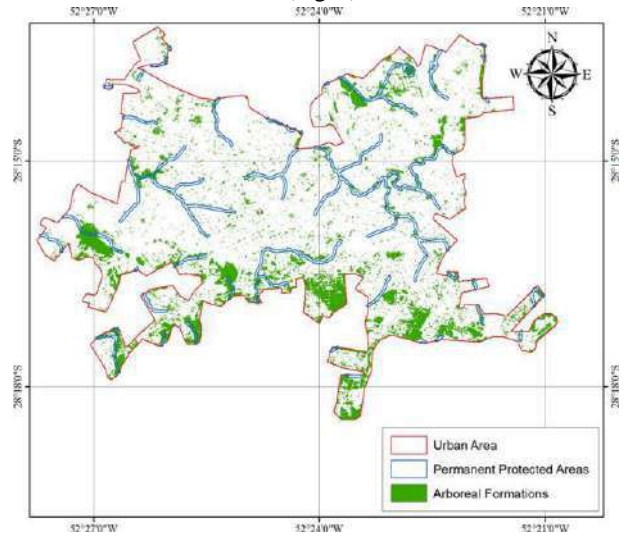 52°27'0"W 52°24'0"W 52°21'0"W
N
W E
S
28°15'0"S 28°15'0"S
28°18'0"S 28°18'0"S
Urban Area
Permanent Protected Areas
Arboreal Formations
52°27'0"W 52°24'0"W 52°21'0"W